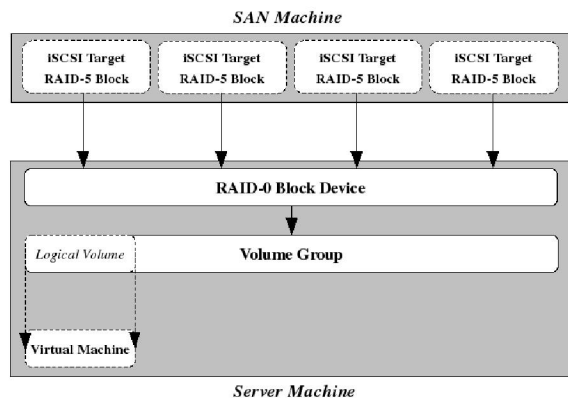 SAN Machine
iSCSI Target
RAID-5 Block
iSCSI Target
RAID-5 Block
iSCSI Target
RAID-5 Block
iSCSI Target
RAID-5 Block
RAID-0 Block Device
Logical Volume
Volume Group
Virtual Machine
Server Machine